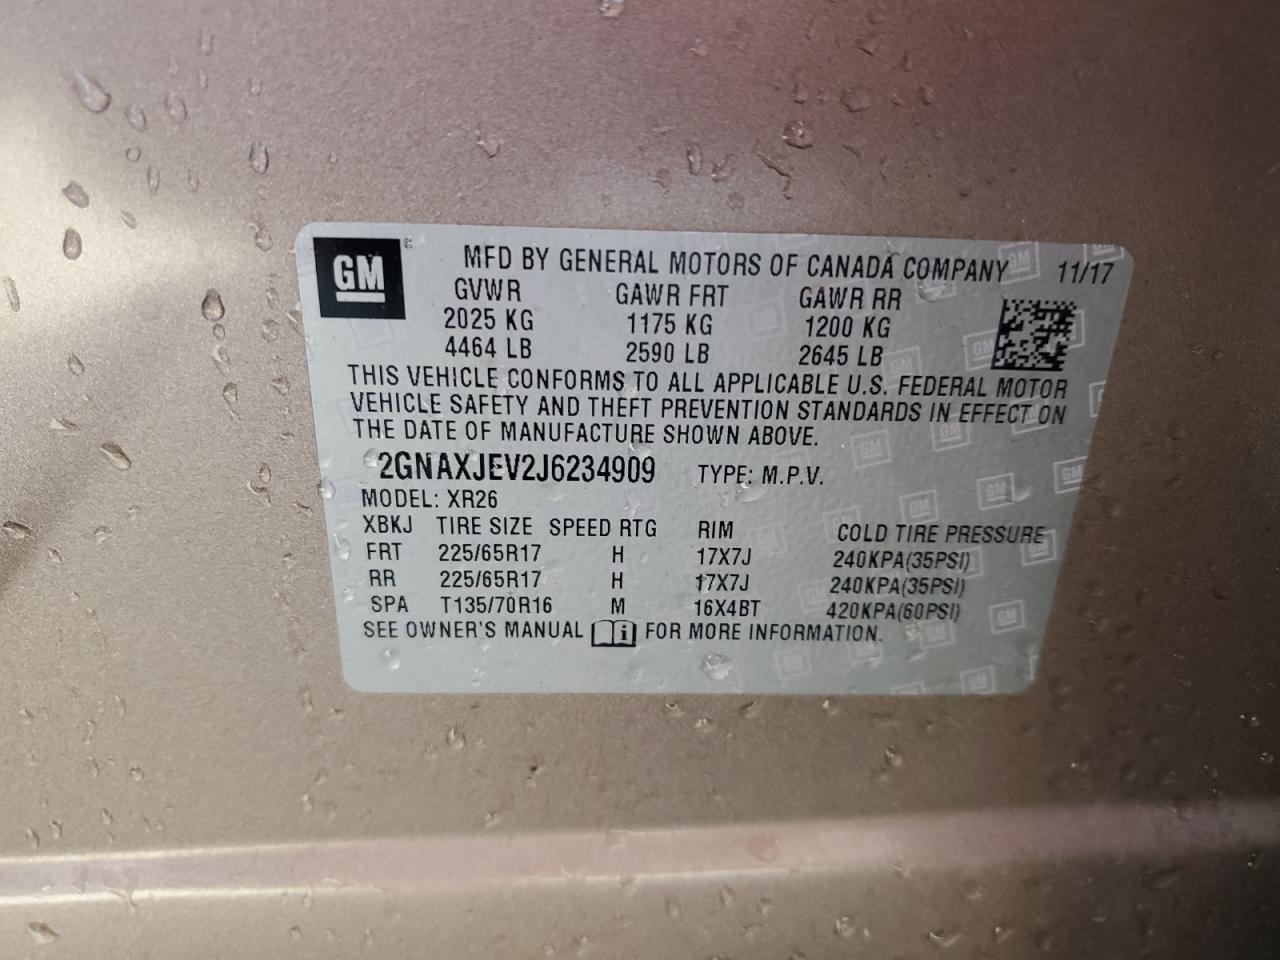 GM
MFD BY GENERAL MOTORS OF CANADA COMPANY 11/17
GVWR GAWR FRT GAWR RR
2025 KG 1175 KG 1200 KG
4464 LB 2590 LB 2645 LB
THIS VEHICLE CONFORMS TO ALL APPLICABLE U.S. FEDERAL MOTOR
VEHICLE SAFETY AND THEFT PREVENTION STANDARDS IN EFFECT ON
THE DATE OF MANUFACTURE SHOWN ABOVE.
2GNAXJEV2J6234909 TYPE: M.P.V.
MODEL: XR26
XBKJ TIRE SIZE SPEED RTG RIM COLD TIRE PRESSURE
FRT 225/65R17 H 17X7J 240KPA(35PSI)
RR 225/65R17 H 17X7J 240KPA(35PSI)
SPA T135/70R16 M 16X4BT 420KPA(60PSI)
SEE OWNER'S MANUAL FOR MORE INFORMATION.